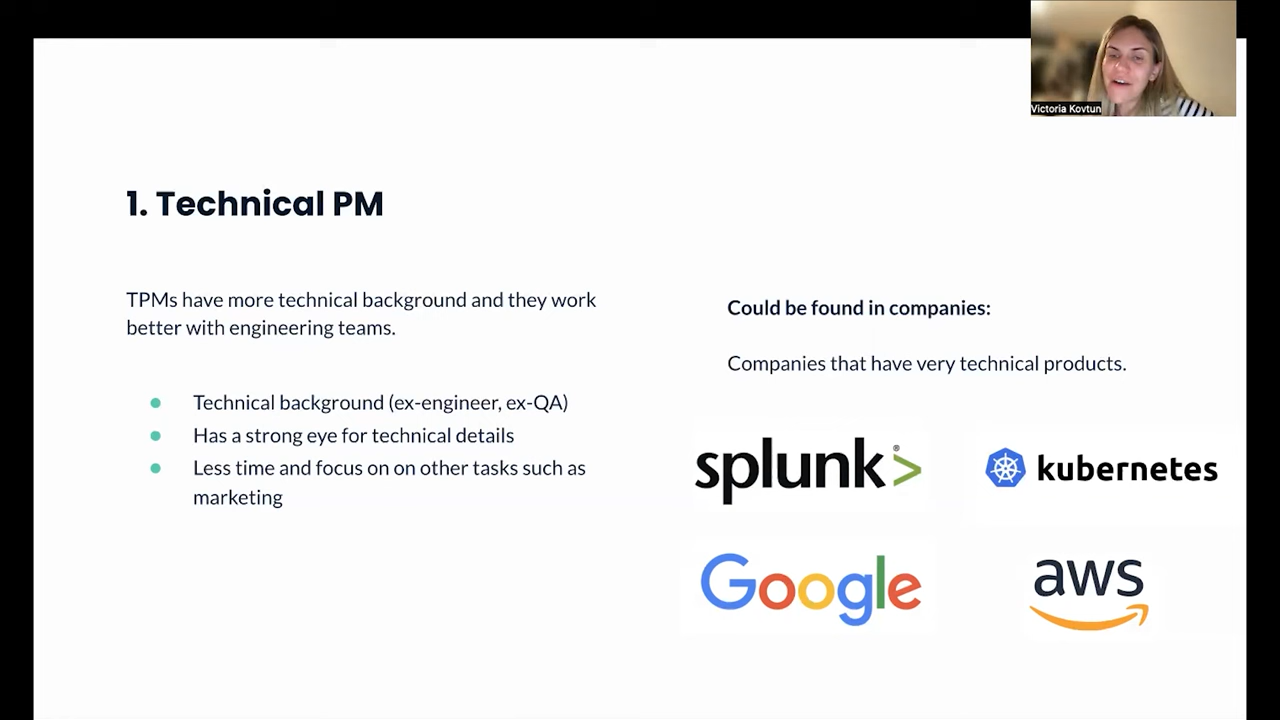 Victoria Kovtun
1. Technical PM
TPMs have more technical background and they work
better with engineering teams.
Technical background (ex-engineer, ex-QA)
Has a strong eye for technical details
Less time and focus on on other tasks such as
marketing
Could be found in companies:
Companies that have very technical products.
splunk>®
kubernetes
Google
aws